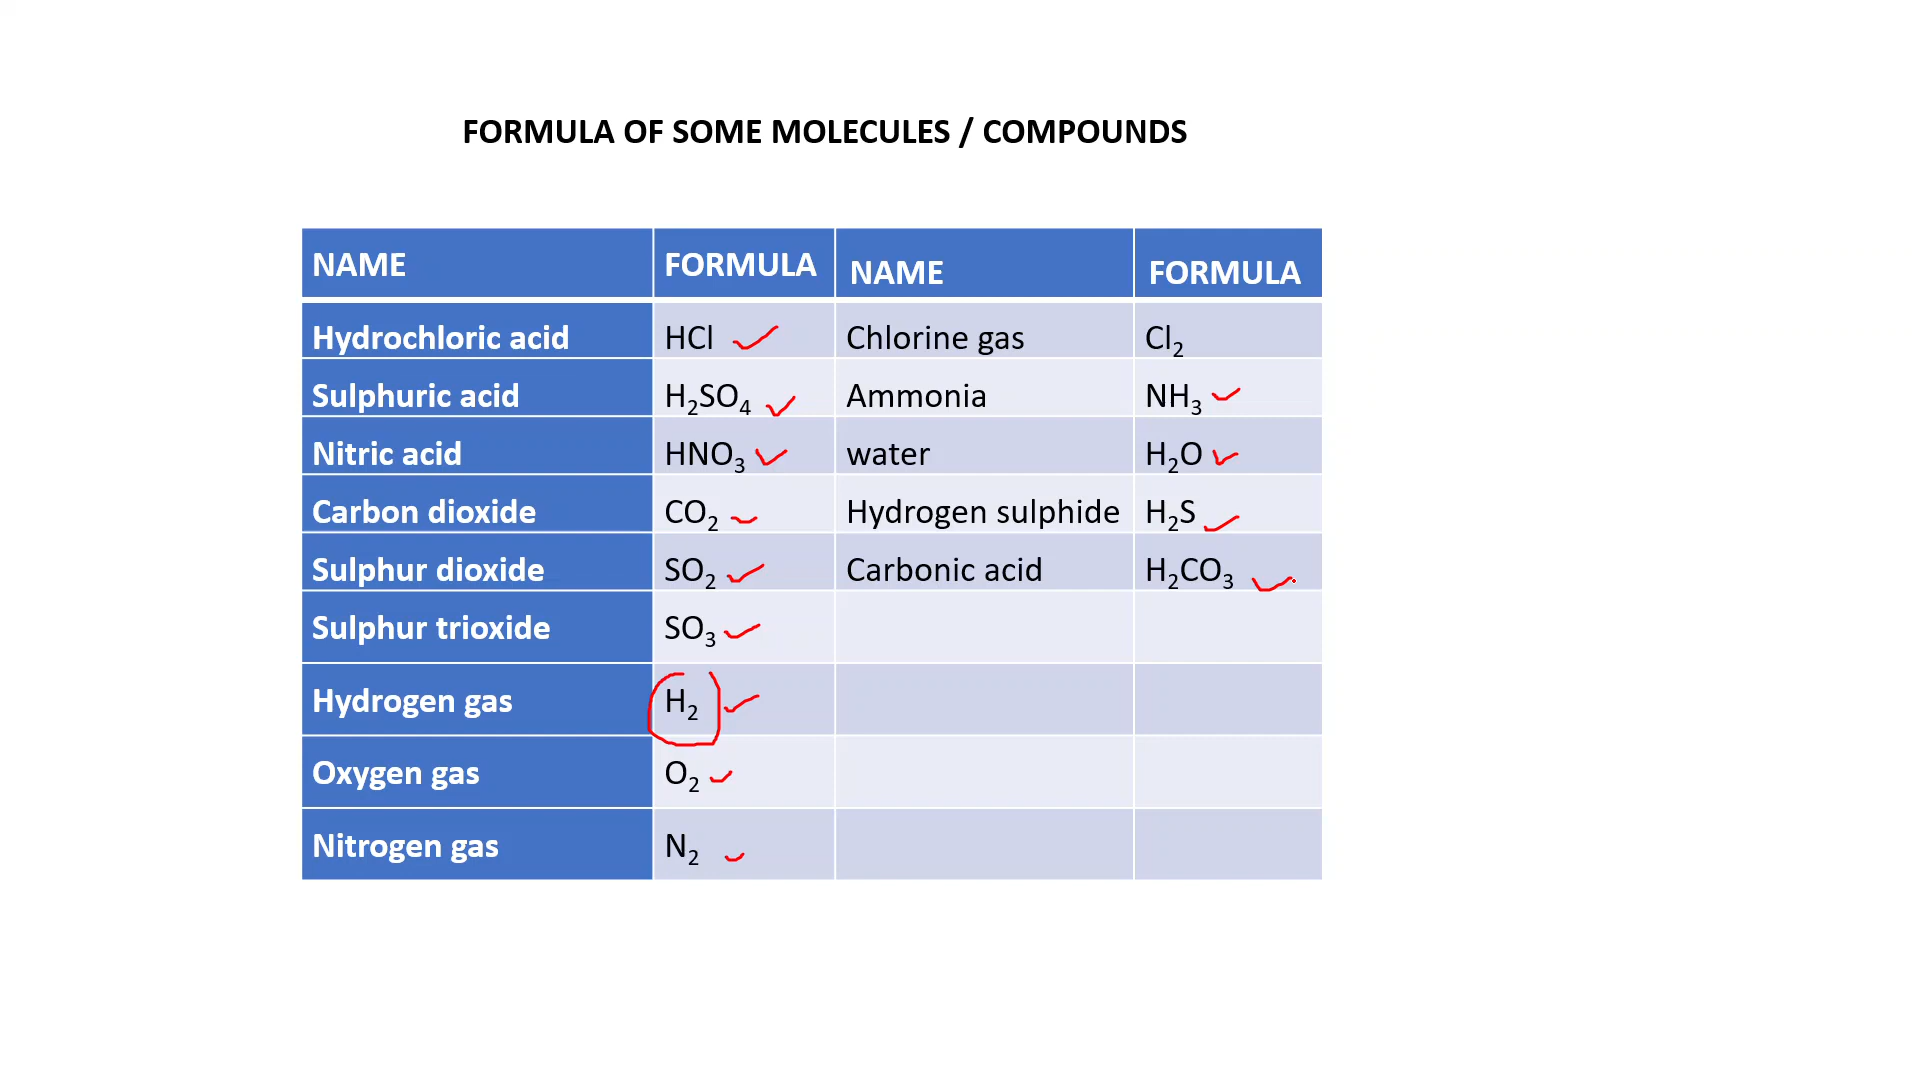 FORMULA OF SOME MOLECULES / COMPOUNDS
NAME FORMULA NAME FORMULA
Hydrochloric acid HCl Chlorine gas Cl₂
Sulphuric acid H₂SO₄ Ammonia NH₃
Nitric acid HNO₃ water H₂O
Carbon dioxide CO₂ Hydrogen sulphide H₂S
Sulphur dioxide SO₂ Carbonic acid H₂CO₃
Sulphur trioxide SO₃
Hydrogen gas H₂
Oxygen gas O₂
Nitrogen gas N₂